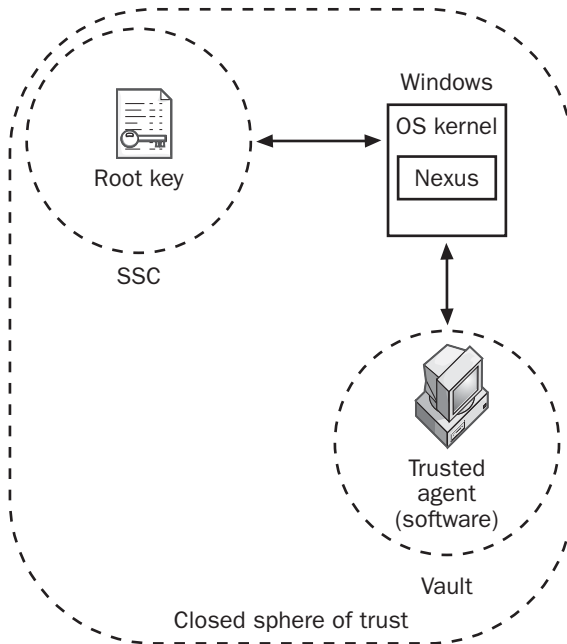 Windows
OS kernel
Nexus
Root key
SSC
Trusted
agent
(software)
Vault
Closed sphere of trust